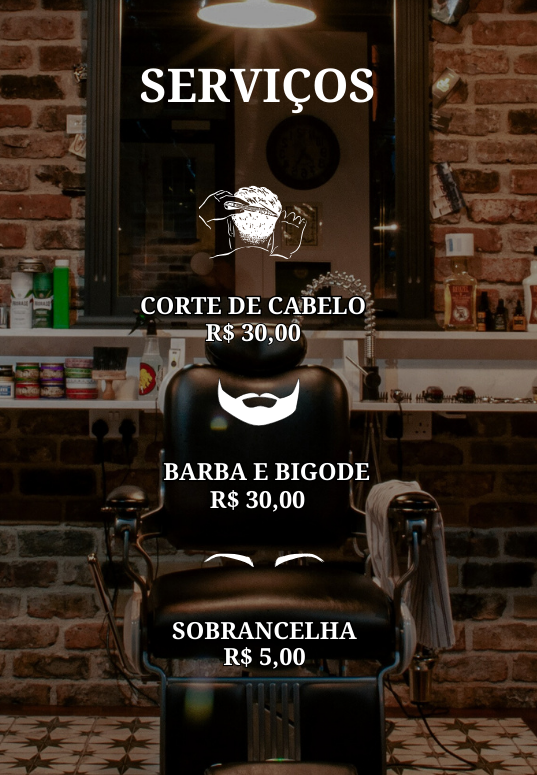 SERVIÇOS
CORTE DE CABELO
R$ 30,00
BARBA E BIGODE
R$ 30,00
SOBRANCELHA
R$ 5,00